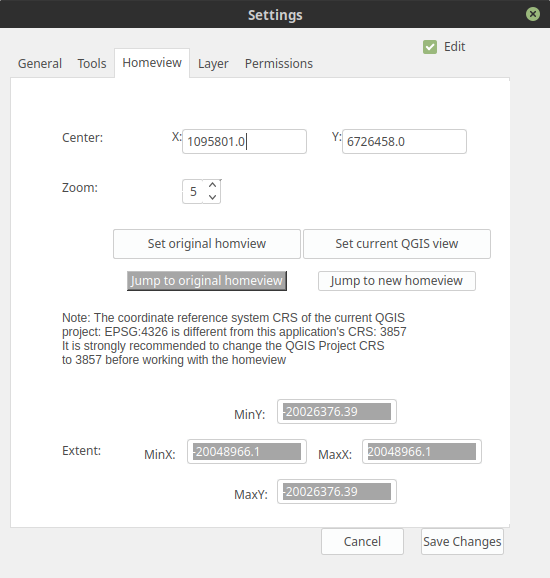 Settings
Edit
General Tools Homeview Layer Permissions
Center: X: 1095801.0 Y: 6726458.0
Zoom: 5
Set original homview Set current QGIS view
Jump to original homeview Jump to new homeview
Note: The coordinate reference system CRS of the current QGIS
project: EPSG:4326 is different from this application's CRS: 3857
It is strongly recommended to change the QGIS Project CRS
to 3857 before working with the homeview
MinY: -20026376.39
Extent: MinX: -20048966.1 MaxX: 20048966.1
MaxY: -20026376.39
Cancel Save Changes